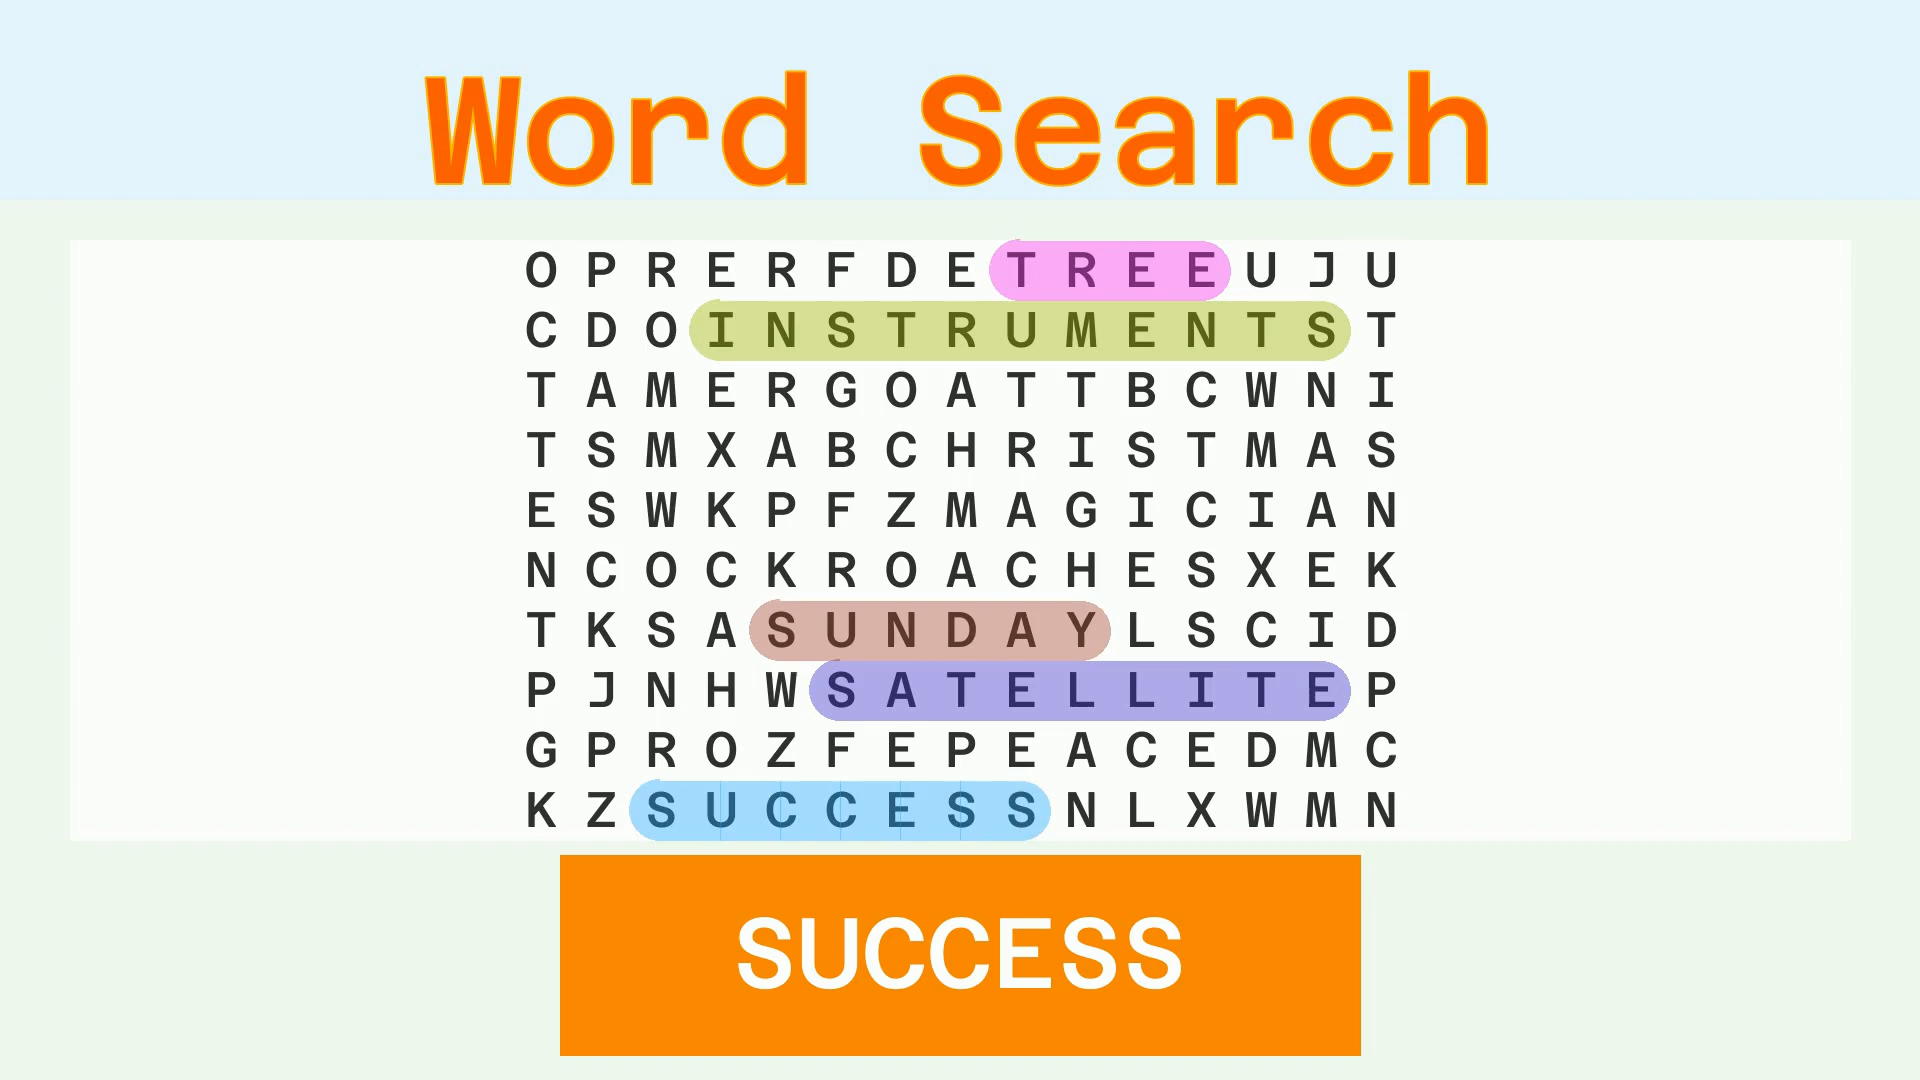 Word Search
O P R E R F D E T R E E U J U
C D O I N S T R U M E N T S T
T A M E R G O A T T B C W N I
T S M X A B C H R I S T M A S
E S W K P F Z M A G I C I A N
N C O C K R O A C H E S X E K
T K S A S U N D A Y L S C I D
P J N H W S A T E L L I T E P
G P R O Z F E P E A C E D M C
K Z S U C C E S S N L X W M N
SUCCESS